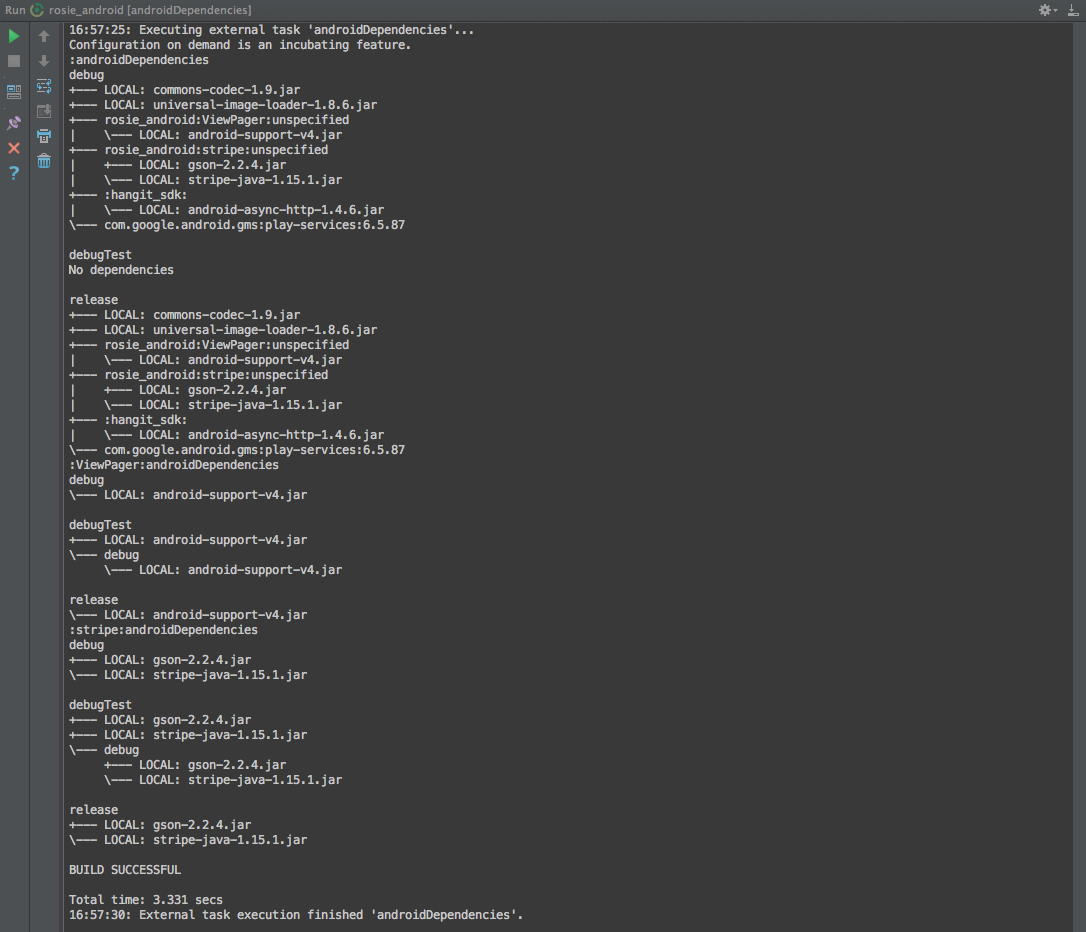 Run rosie_android [androidDependencies]
16:57:25: Executing external task 'androidDependencies'...
Configuration on demand is an incubating feature.
:androidDependencies
debug
+--- LOCAL: commons-codec-1.9.jar
+--- LOCAL: universal-image-loader-1.8.6.jar
+--- rosie_android:ViewPager:unspecified
|    \--- LOCAL: android-support-v4.jar
+--- rosie_android:stripe:unspecified
|    +--- LOCAL: gson-2.2.4.jar
|    \--- LOCAL: stripe-java-1.15.1.jar
+--- :hangit_sdk:
|    \--- LOCAL: android-async-http-1.4.6.jar
\--- com.google.android.gms:play-services:6.5.87

debugTest
No dependencies

release
+--- LOCAL: commons-codec-1.9.jar
+--- LOCAL: universal-image-loader-1.8.6.jar
+--- rosie_android:ViewPager:unspecified
|    \--- LOCAL: android-support-v4.jar
+--- rosie_android:stripe:unspecified
|    +--- LOCAL: gson-2.2.4.jar
|    \--- LOCAL: stripe-java-1.15.1.jar
+--- :hangit_sdk:
|    \--- LOCAL: android-async-http-1.4.6.jar
\--- com.google.android.gms:play-services:6.5.87
:ViewPager:androidDependencies
debug
\--- LOCAL: android-support-v4.jar

debugTest
+--- LOCAL: android-support-v4.jar
\--- debug
     \--- LOCAL: android-support-v4.jar

release
\--- LOCAL: android-support-v4.jar
:stripe:androidDependencies
debug
+--- LOCAL: gson-2.2.4.jar
\--- LOCAL: stripe-java-1.15.1.jar

debugTest
+--- LOCAL: gson-2.2.4.jar
+--- LOCAL: stripe-java-1.15.1.jar
\--- debug
     +--- LOCAL: gson-2.2.4.jar
     \--- LOCAL: stripe-java-1.15.1.jar

release
+--- LOCAL: gson-2.2.4.jar
\--- LOCAL: stripe-java-1.15.1.jar

BUILD SUCCESSFUL

Total time: 3.331 secs
16:57:30: External task execution finished 'androidDependencies'.